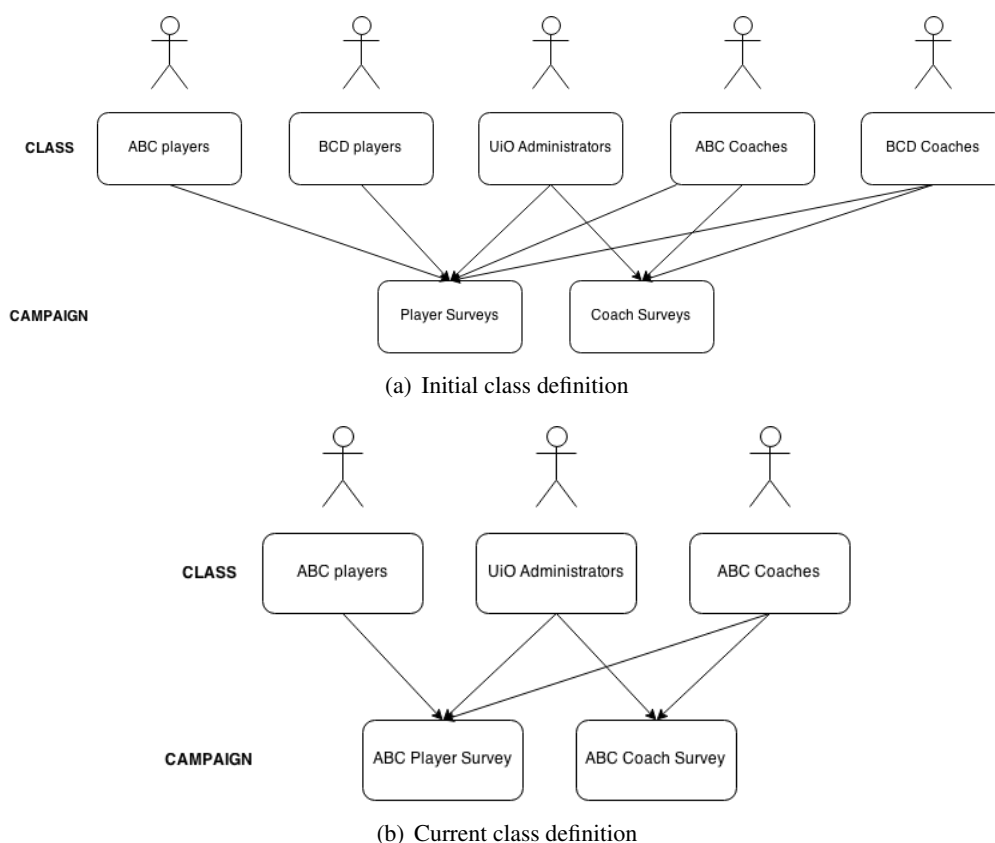 CLASS
ABC players
BCD players
UiO Administrators
ABC Coaches
BCD Coaches
CAMPAIGN
Player Surveys
Coach Surveys
(a) Initial class definition
CLASS
ABC players
UiO Administrators
ABC Coaches
CAMPAIGN
ABC Player Survey
ABC Coach Survey
(b) Current class definition